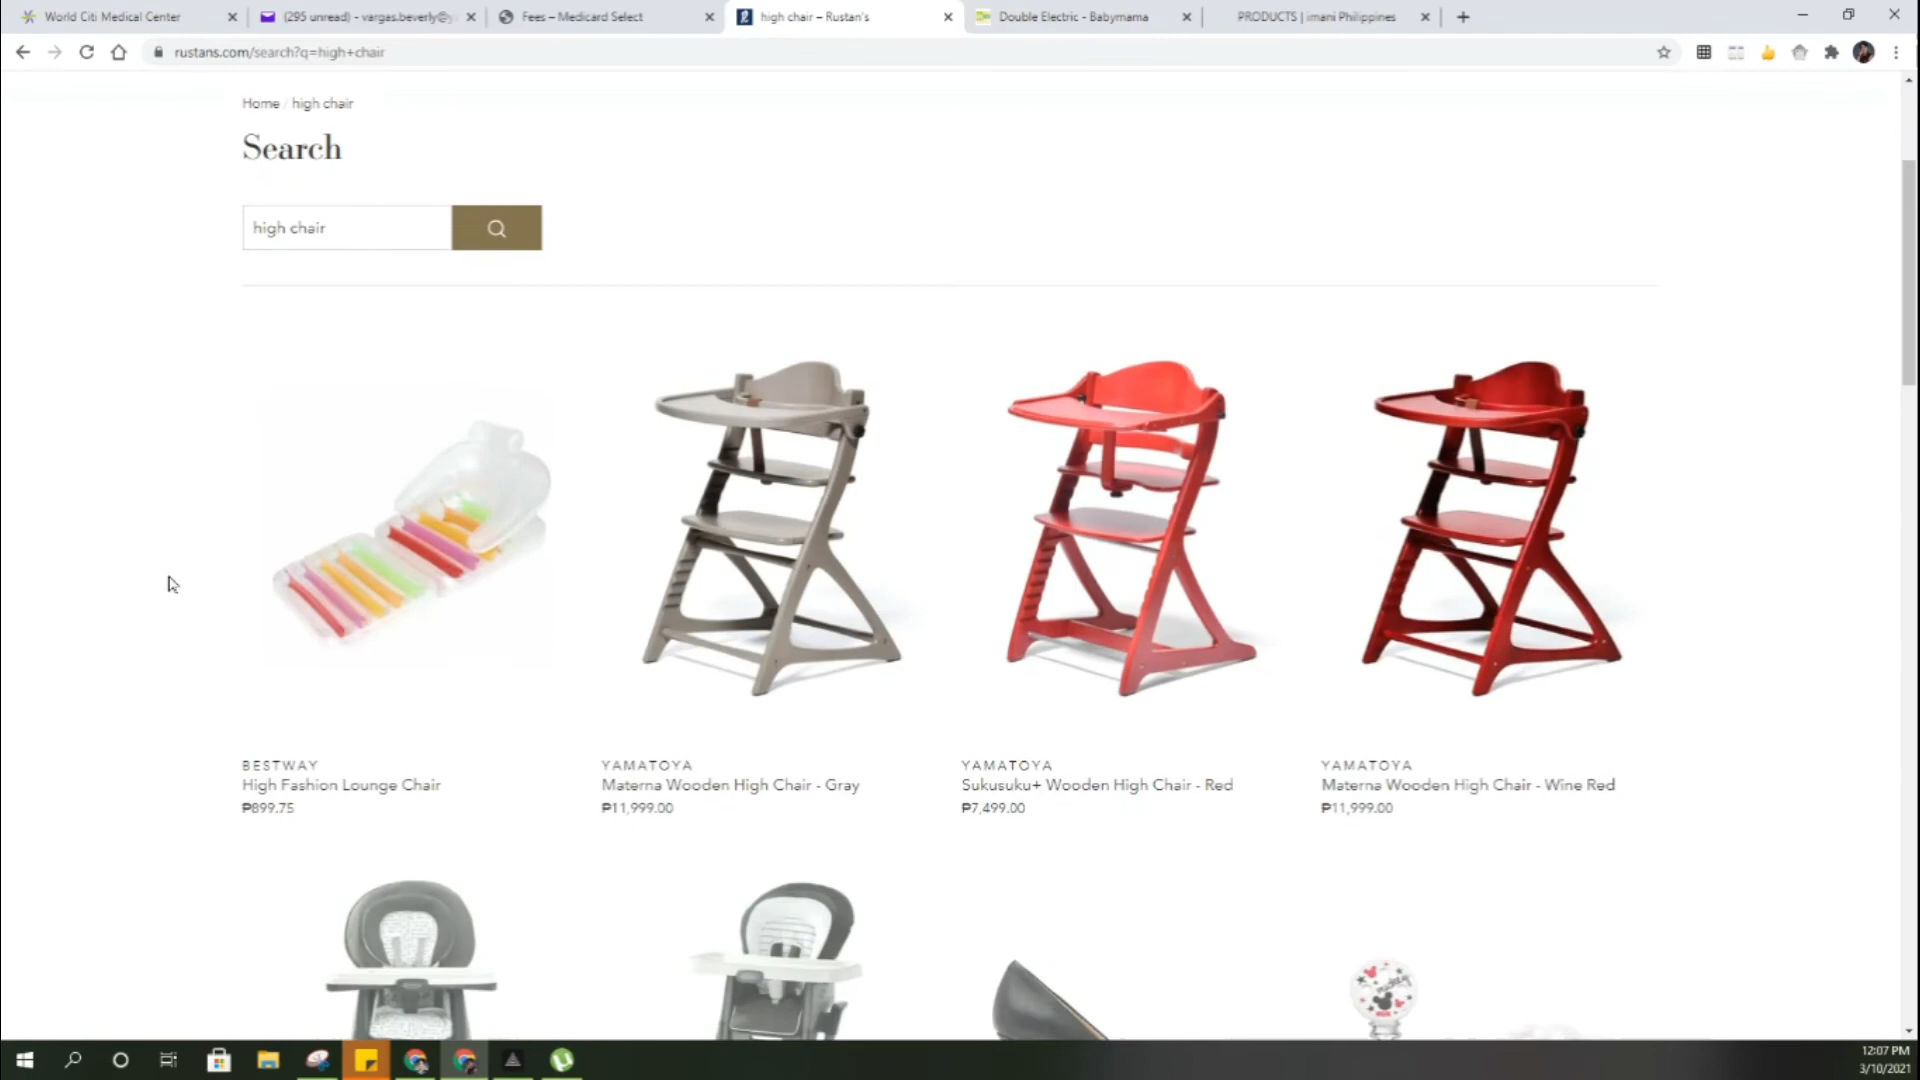 World Citi Medical Center
(295 unread) - vargas.beverly@y
Fees – Medicard Select
high chair – Rustan's
Double Electric - Babymama
PRODUCTS | imani Philippines
rustans.com/search?q=high+chair
Home / high chair
Search
high chair
BESTWAY
High Fashion Lounge Chair
₱899.75
YAMATOYA
Materna Wooden High Chair - Gray
₱11,999.00
YAMATOYA
Sukusuku+ Wooden High Chair - Red
₱7,499.00
YAMATOYA
Materna Wooden High Chair - Wine Red
₱11,999.00
12:07 PM
3/10/2021